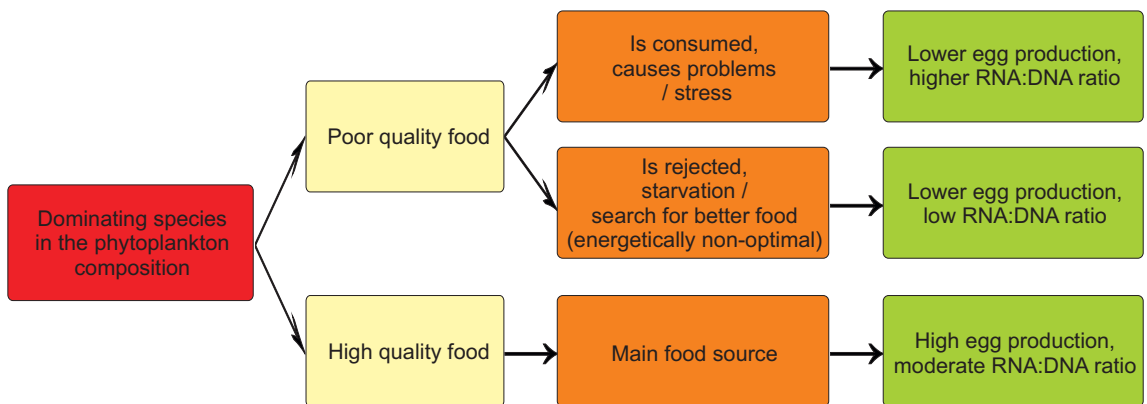 Dominating species
in the phytoplankton
composition
Poor quality food
High quality food
Is consumed,
causes problems
/ stress
Is rejected,
starvation /
search for better food
(energetically non-optimal)
Main food source
Lower egg production,
higher RNA:DNA ratio
Lower egg production,
low RNA:DNA ratio
High egg production,
moderate RNA:DNA ratio